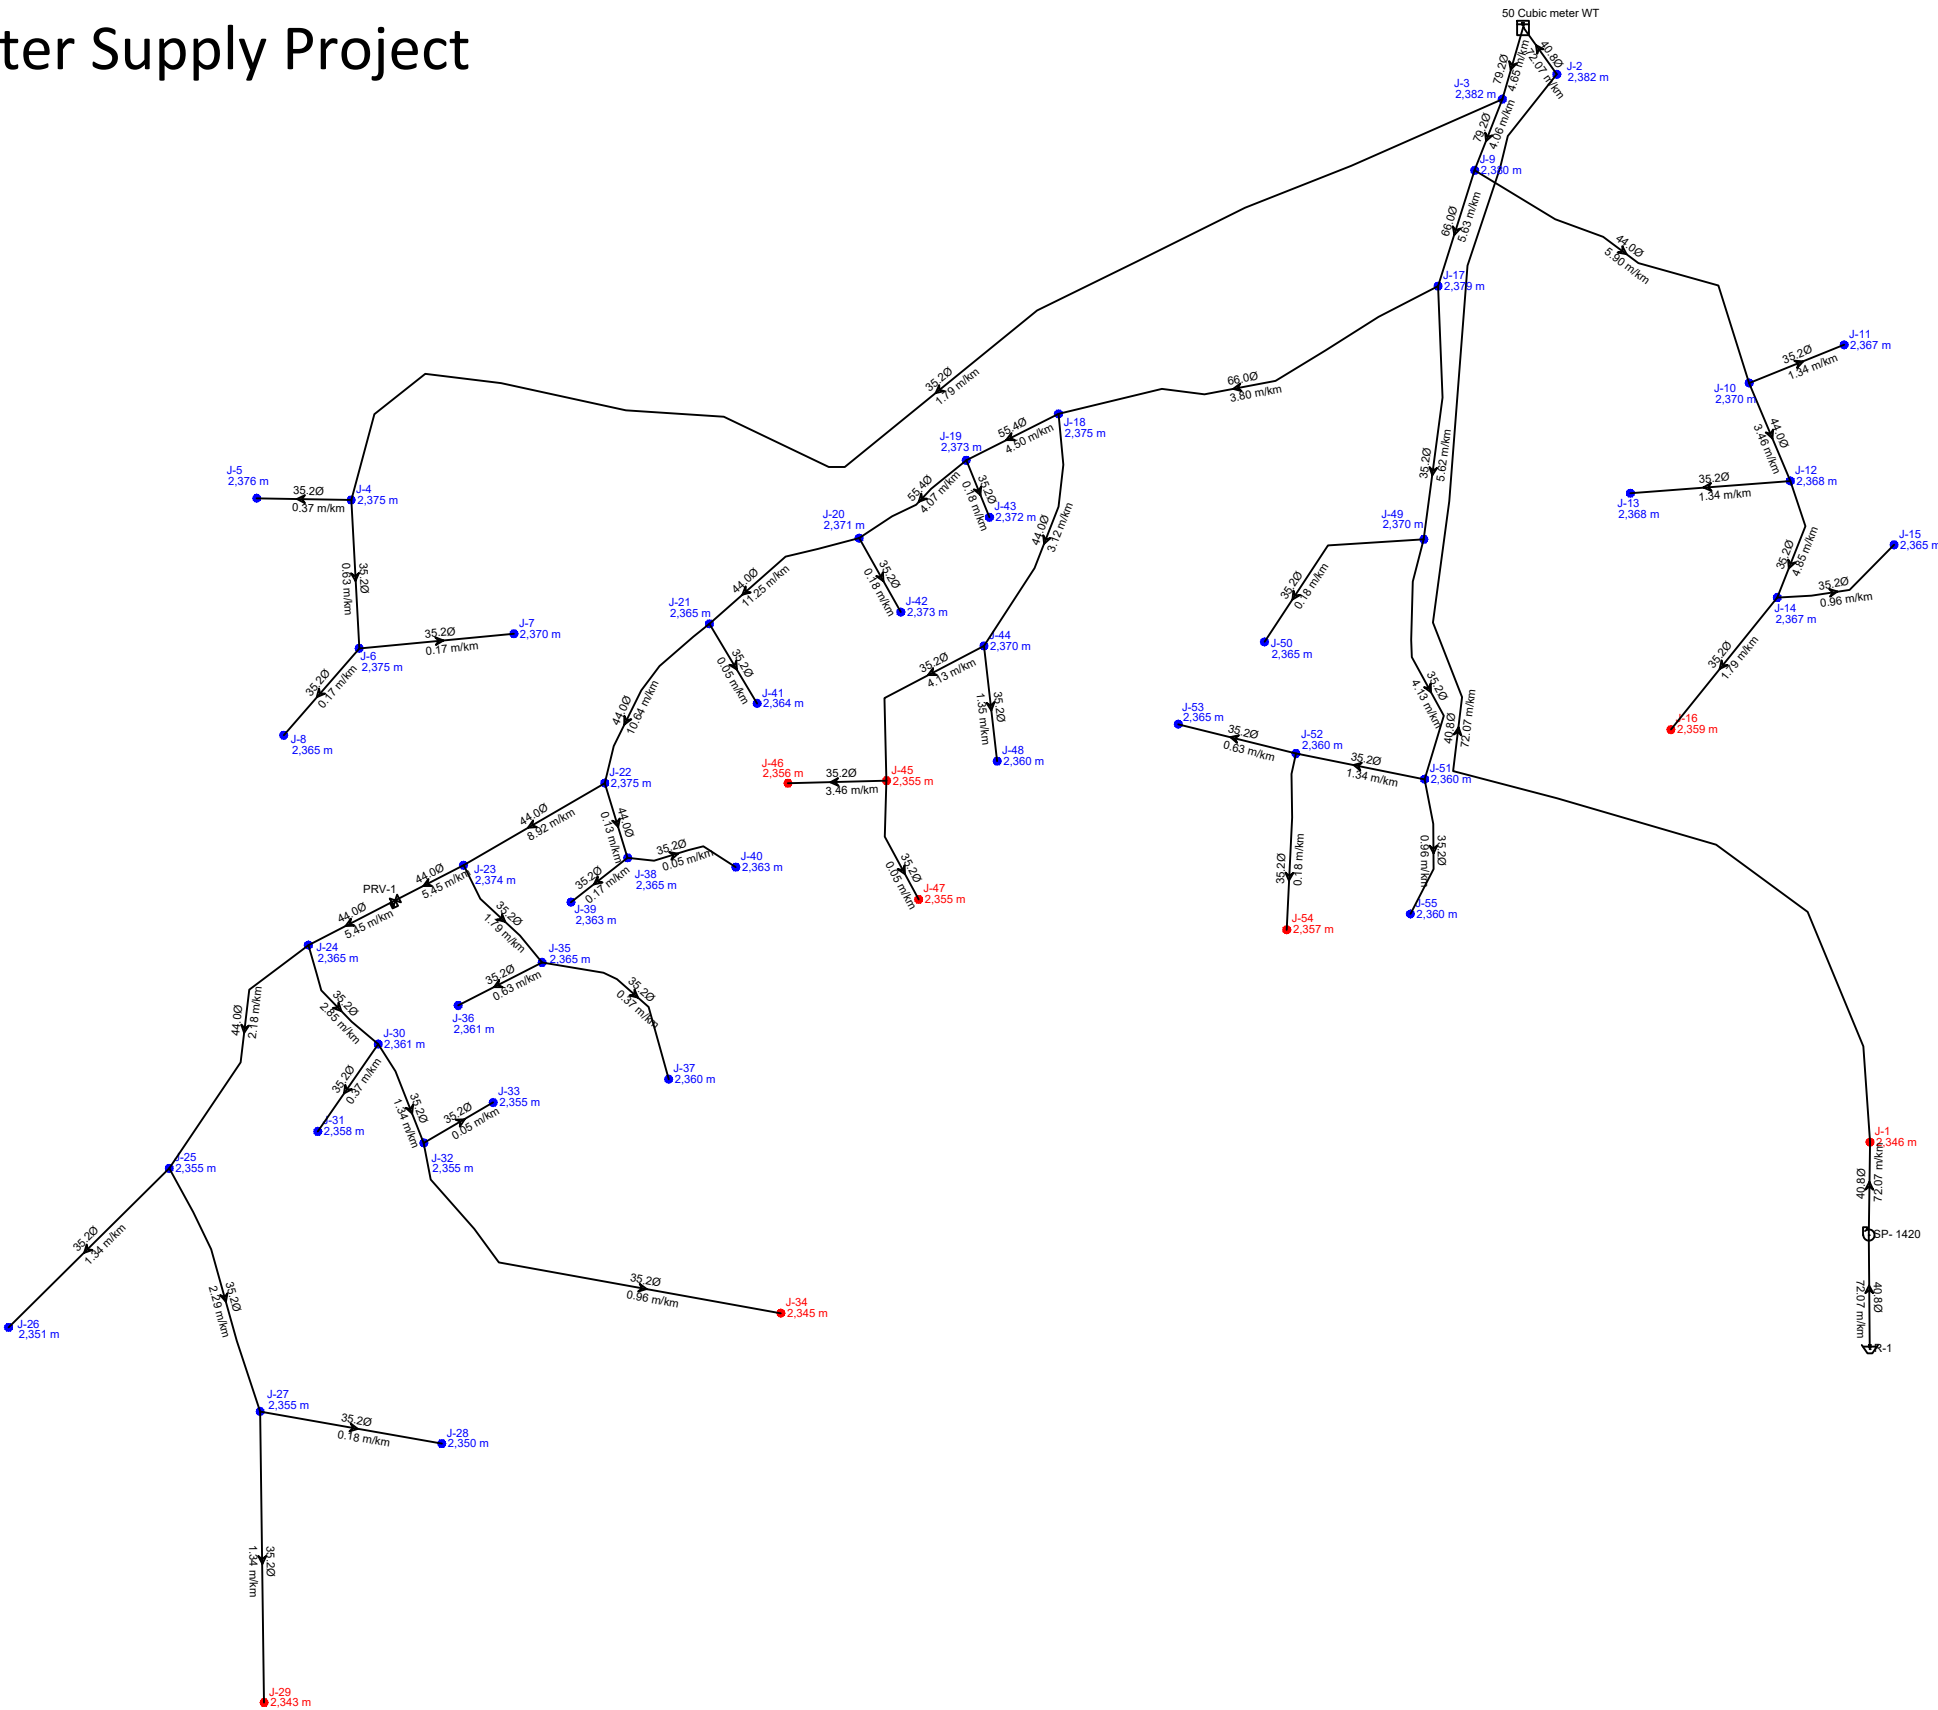 ter Supply Project
50 Cubic meter WT
40.8Ø
72.07 m/km
J-2
2,382 m
79.2Ø
4.65 m/km
J-3
2,382 m
79.2Ø
4.06 m/km
J-9
2,380 m
66.0Ø
5.63 m/km
44.0Ø
5.90 m/km
J-17
2,379 m
J-11
2,367 m
35.2Ø
1.34 m/km
J-10
2,370 m
35.2Ø
1.79 m/km
66.0Ø
3.80 m/km
J-18
2,375 m
55.4Ø
4.50 m/km
J-19
2,373 m
44.0Ø
3.46 m/km
J-12
2,368 m
35.2Ø
1.34 m/km
J-13
2,368 m
J-5
2,376 m
35.2Ø
0.37 m/km
J-4
2,375 m
55.4Ø
4.07 m/km
35.2Ø
0.18 m/km
J-43
2,372 m
35.2Ø
5.62 m/km
J-20
2,371 m
44.0Ø
3.12 m/km
J-49
2,370 m
J-15
2,365 m
35.2Ø
4.85 m/km
35.2Ø
0.96 m/km
J-14
2,367 m
35.2Ø
0.63 m/km
44.0Ø
11.25 m/km
35.2Ø
0.18 m/km
J-42
2,373 m
35.2Ø
0.18 m/km
J-50
2,365 m
J-21
2,365 m
J-7
2,370 m
35.2Ø
0.17 m/km
J-6
2,375 m
J-44
2,370 m
35.2Ø
4.13 m/km
35.2Ø
0.17 m/km
J-8
2,365 m
35.2Ø
0.05 m/km
J-41
2,364 m
35.2Ø
4.13 m/km
35.2Ø
1.35 m/km
J-48
2,360 m
35.2Ø
1.79 m/km
J-16
2,359 m
44.0Ø
10.64 m/km
J-53
2,365 m
35.2Ø
0.63 m/km
J-52
2,360 m
40.8Ø
72.07 m/km
35.2Ø
1.34 m/km
J-51
2,360 m
J-22
2,375 m
J-46
2,356 m
35.2Ø
3.46 m/km
J-45
2,355 m
44.0Ø
8.92 m/km
44.0Ø
0.13 m/km
35.2Ø
0.05 m/km
J-40
2,363 m
J-38
2,365 m
35.2Ø
0.17 m/km
J-39
2,363 m
35.2Ø
0.05 m/km
J-47
2,355 m
35.2Ø
0.18 m/km
J-54
2,357 m
35.2Ø
0.96 m/km
J-55
2,360 m
J-23
2,374 m
44.0Ø
5.45 m/km
PRV-1
44.0Ø
5.45 m/km
J-24
2,365 m
35.2Ø
1.79 m/km
J-35
2,365 m
35.2Ø
0.63 m/km
J-36
2,361 m
35.2Ø
0.37 m/km
J-37
2,360 m
44.0Ø
2.18 m/km
35.2Ø
2.85 m/km
J-30
2,361 m
35.2Ø
0.37 m/km
J-31
2,358 m
35.2Ø
1.34 m/km
J-33
2,355 m
35.2Ø
0.05 m/km
J-32
2,355 m
J-25
2,355 m
J-1
2,346 m
40.8Ø
72.07 m/km
SP- 1420
40.8Ø
72.07 m/km
R-1
35.2Ø
1.34 m/km
J-26
2,351 m
35.2Ø
2.29 m/km
35.2Ø
0.96 m/km
J-34
2,345 m
J-27
2,355 m
35.2Ø
0.18 m/km
J-28
2,350 m
35.2Ø
1.34 m/km
J-29
2,343 m